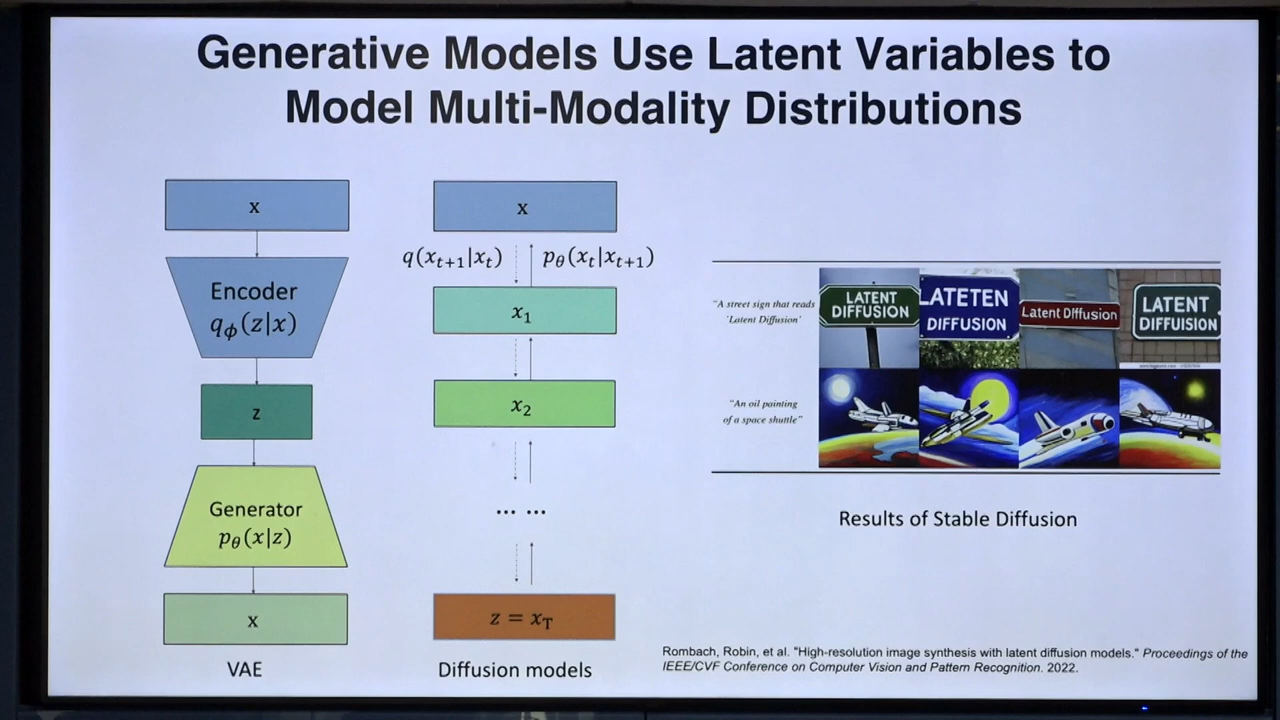 Generative Models Use Latent Variables to
Model Multi-Modality Distributions
x
Encoder
q_ϕ(z|x)
z
Generator
p_θ(x|z)
x
VAE
x
q(x_{t+1}|x_t)
p_θ(x_t|x_{t+1})
x_1
x_2
... ...
z = x_T
Diffusion models
"A street sign that reads
'Latent Diffusion'
LATENT
DIFFUSION
LATETEN
DIFFUSION
Latent Dlffusion
LATENT
DIFFUISION
"An oil painting
of a space shuttle"
Results of Stable Diffusion
Rombach, Robin, et al. "High-resolution image synthesis with latent diffusion models." Proceedings of the
IEEE/CVF Conference on Computer Vision and Pattern Recognition. 2022.